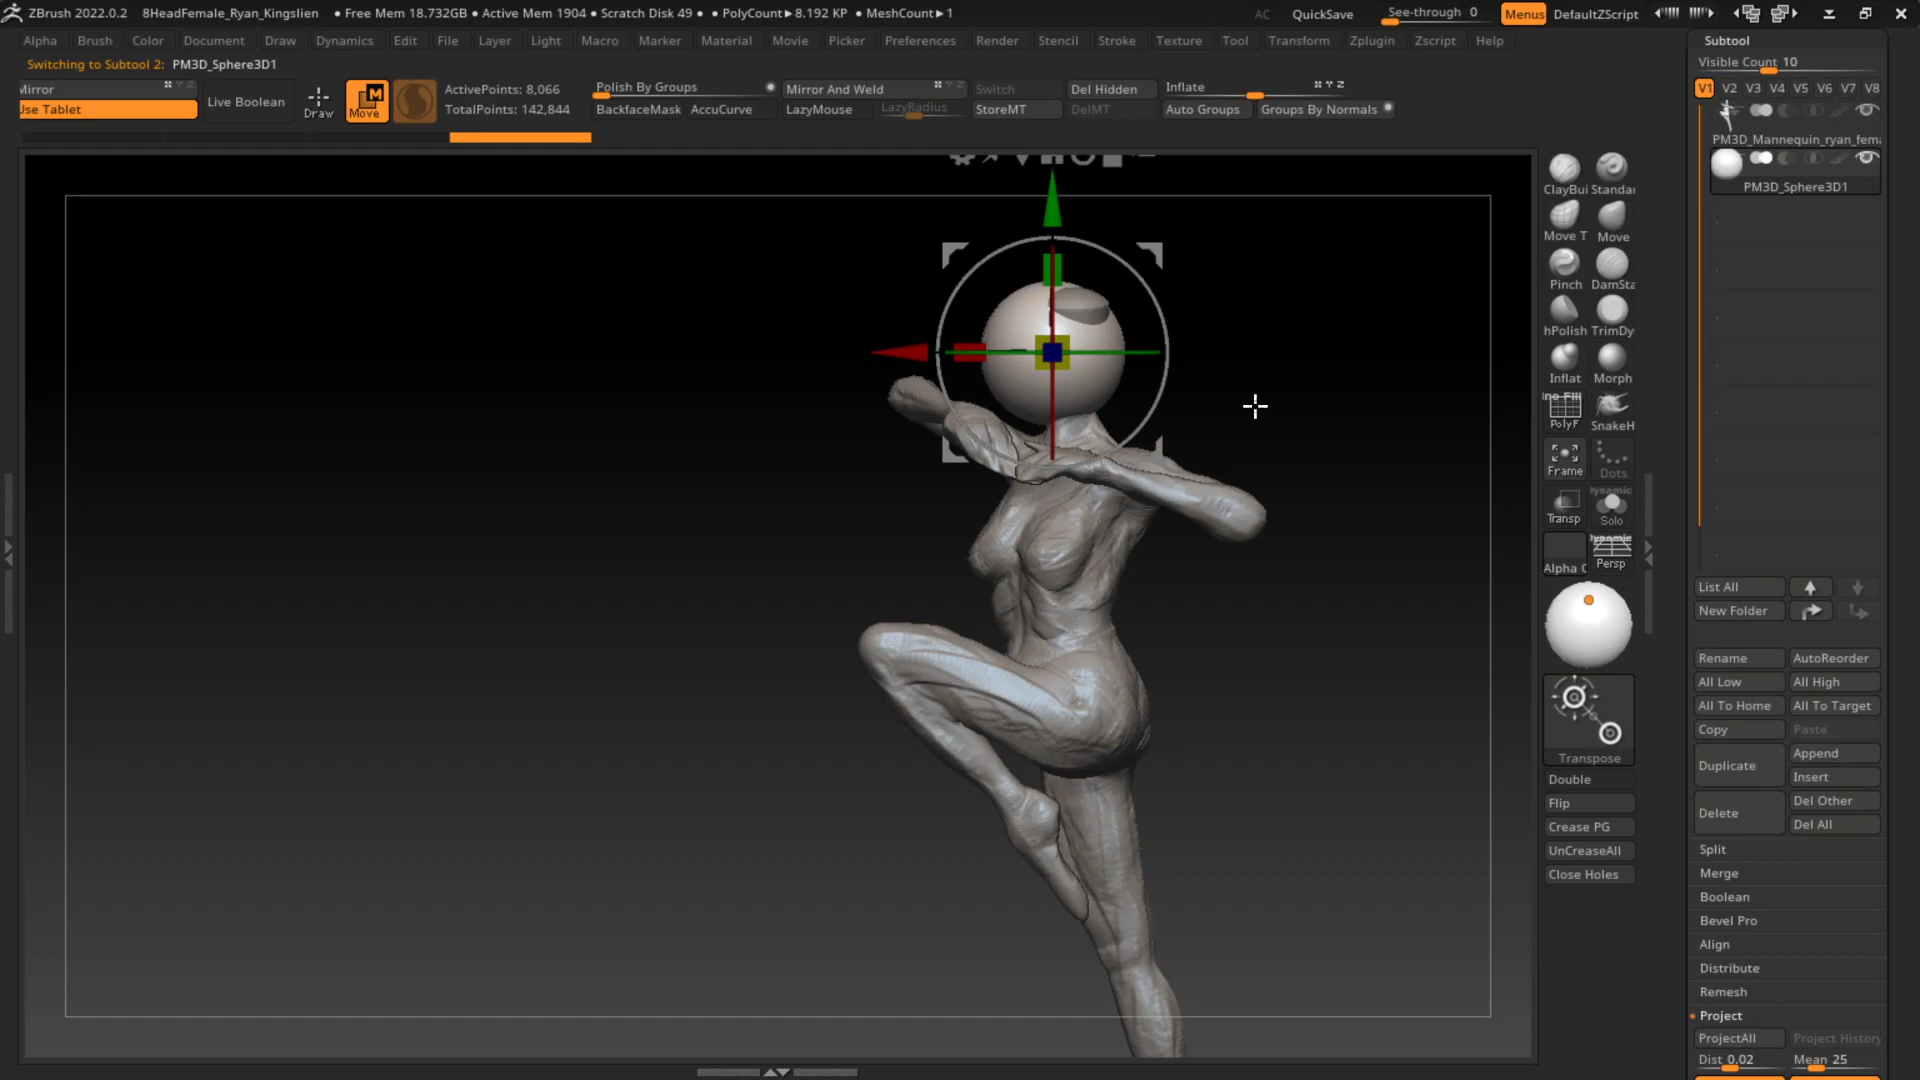 ZBrush 2022.0.2 8HeadFemale_Ryan_Kingslien • Free Mem 18.732GB • Active Mem 1904 • Scratch Disk 49 • PolyCount▸ 8.192 KP • MeshCount▸ 1 AC QuickSave See-through 0 Menus DefaultZScript
Alpha Brush Color Document Draw Dynamics Edit File Layer Light Macro Marker Material Movie Picker Preferences Render Stencil Stroke Texture Tool Transform Zplugin Zscript Help
Switching to Subtool 2: PM3D_Sphere3D1
Mirror
Use Tablet
Live Boolean
Draw
Move
M
ActivePoints: 8,066
TotalPoints: 142,844
Polish By Groups
BackfaceMask AccuCurve
Mirror And Weld
LazyMouse LazyRadius
Switch
StoreMT
Del Hidden
DelMT
Inflate
X Y Z
Auto Groups Groups By Normals
Subtool
Visible Count 10
V1 V2 V3 V4 V5 V6 V7 V8
PM3D_Mannequin_ryan_fema
PM3D_Sphere3D1
ClayBui Standar
Move T Move
Pinch DamSta
hPolish TrimDy
Inflat Morph
PolyF SnakeH
Frame Dots
Transp Solo
Dynamic
Alpha O Persp
Transpose
Double
Flip
Crease PG
UnCreaseAll
Close Holes
List All
New Folder
Rename AutoReorder
All Low All High
All To Home All To Target
Copy Paste
Duplicate Append
Insert
Delete Del Other
Del All
Split
Merge
Boolean
Bevel Pro
Align
Distribute
Remesh
Project
ProjectAll Project History
Dist 0.02 Mean 25